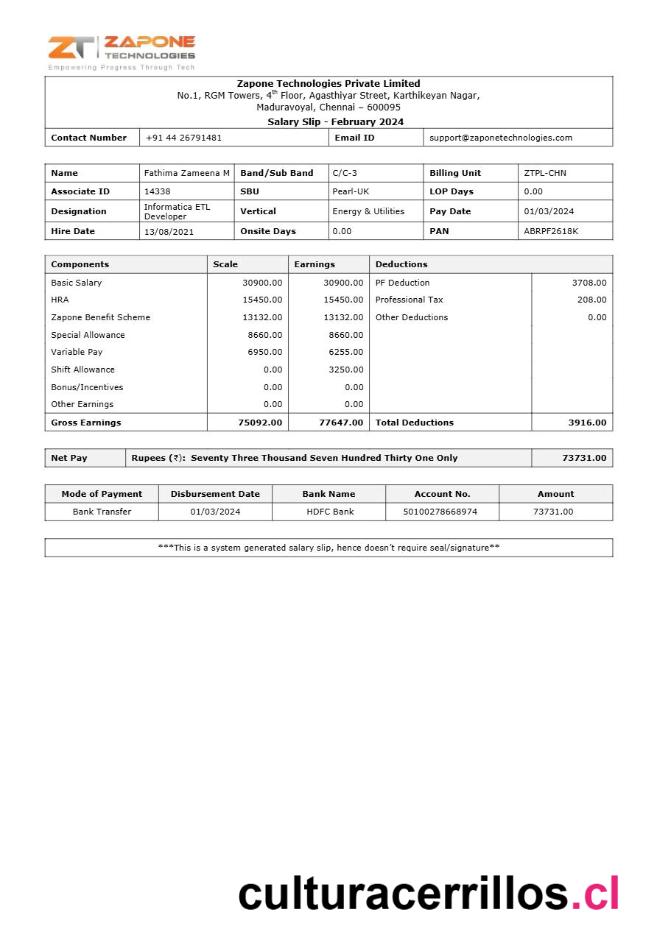 ZT ZAPONE
TECHNOLOGIES
Empowering Progress Through Tech
Zapone Technologies Private Limited
No.1, RGM Towers, 4th Floor, Agasthiyar Street, Karthikeyan Nagar,
Maduravoyal, Chennai – 600095
Salary Slip - February 2024
Contact Number +91 44 26791481 Email ID support@zaponetechnologies.com
Name Fathima Zameena M Band/Sub Band C/C-3 Billing Unit ZTPL-CHN
Associate ID 14338 SBU Pearl-UK LOP Days 0.00
Designation Informatica ETL Developer Vertical Energy & Utilities Pay Date 01/03/2024
Hire Date 13/08/2021 Onsite Days 0.00 PAN ABRPF2618K
Components Scale Earnings Deductions
Basic Salary 30900.00 30900.00 PF Deduction 3708.00
HRA 15450.00 15450.00 Professional Tax 208.00
Zapone Benefit Scheme 13132.00 13132.00 Other Deductions 0.00
Special Allowance 8660.00 8660.00
Variable Pay 6950.00 6255.00
Shift Allowance 0.00 3250.00
Bonus/Incentives 0.00 0.00
Other Earnings 0.00 0.00
Gross Earnings 75092.00 77647.00 Total Deductions 3916.00
Net Pay Rupees (₹): Seventy Three Thousand Seven Hundred Thirty One Only 73731.00
Mode of Payment Disbursement Date Bank Name Account No. Amount
Bank Transfer 01/03/2024 HDFC Bank 50100278668974 73731.00
***This is a system generated salary slip, hence doesn't require seal/signature**
culturacerrillos.cl